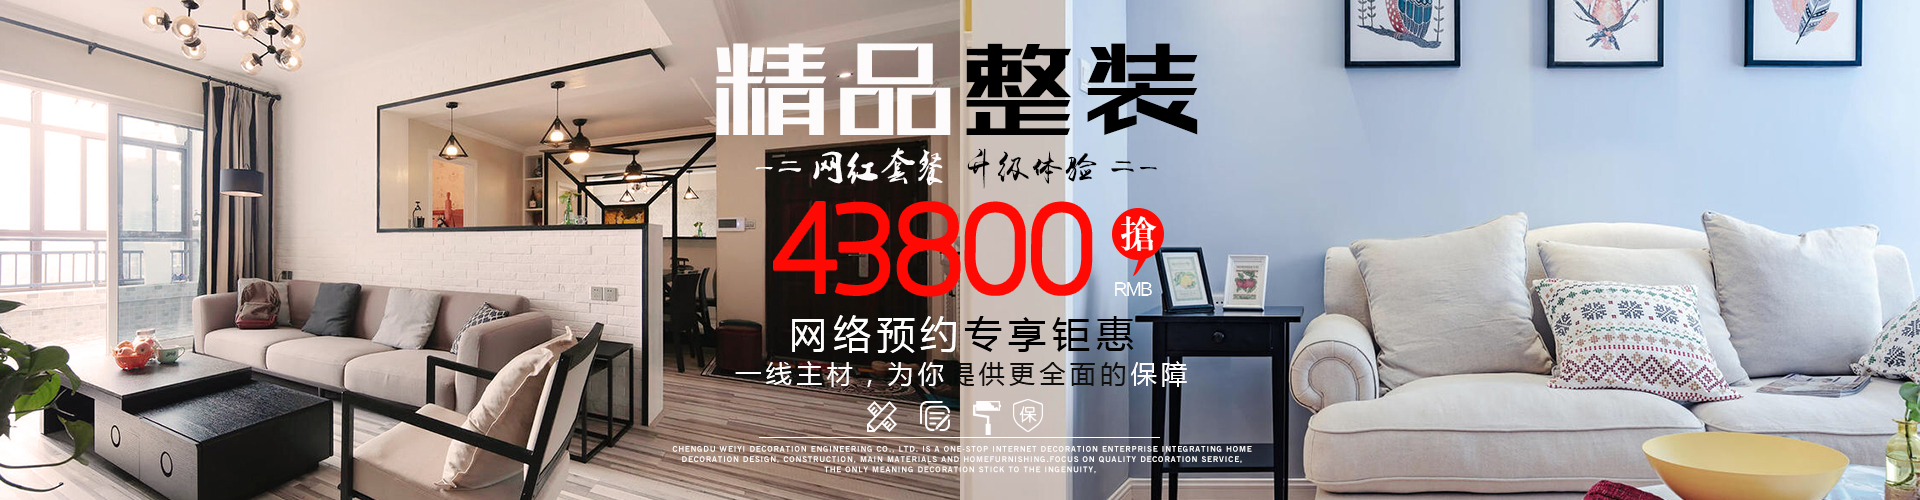 精品整装
网红套餐 升级体验
43800 搶
RMB
网络预约专享钜惠
一线主材，为你提供更全面的保障
保
CHENGDU WEIYI DECORATION ENGINEERING CO., LTD. IS A ONE-STOP INTERNET DECORATION ENTERPRISE INTEGRATING HOME
DECORATION DESIGN, CONSTRUCTION, MAIN MATERIALS AND HOMEFURNISHING.FOCUS ON QUALITY DECORATION SERVICE,
THE ONLY MEANING DECORATION STICK TO THE INGENUITY,